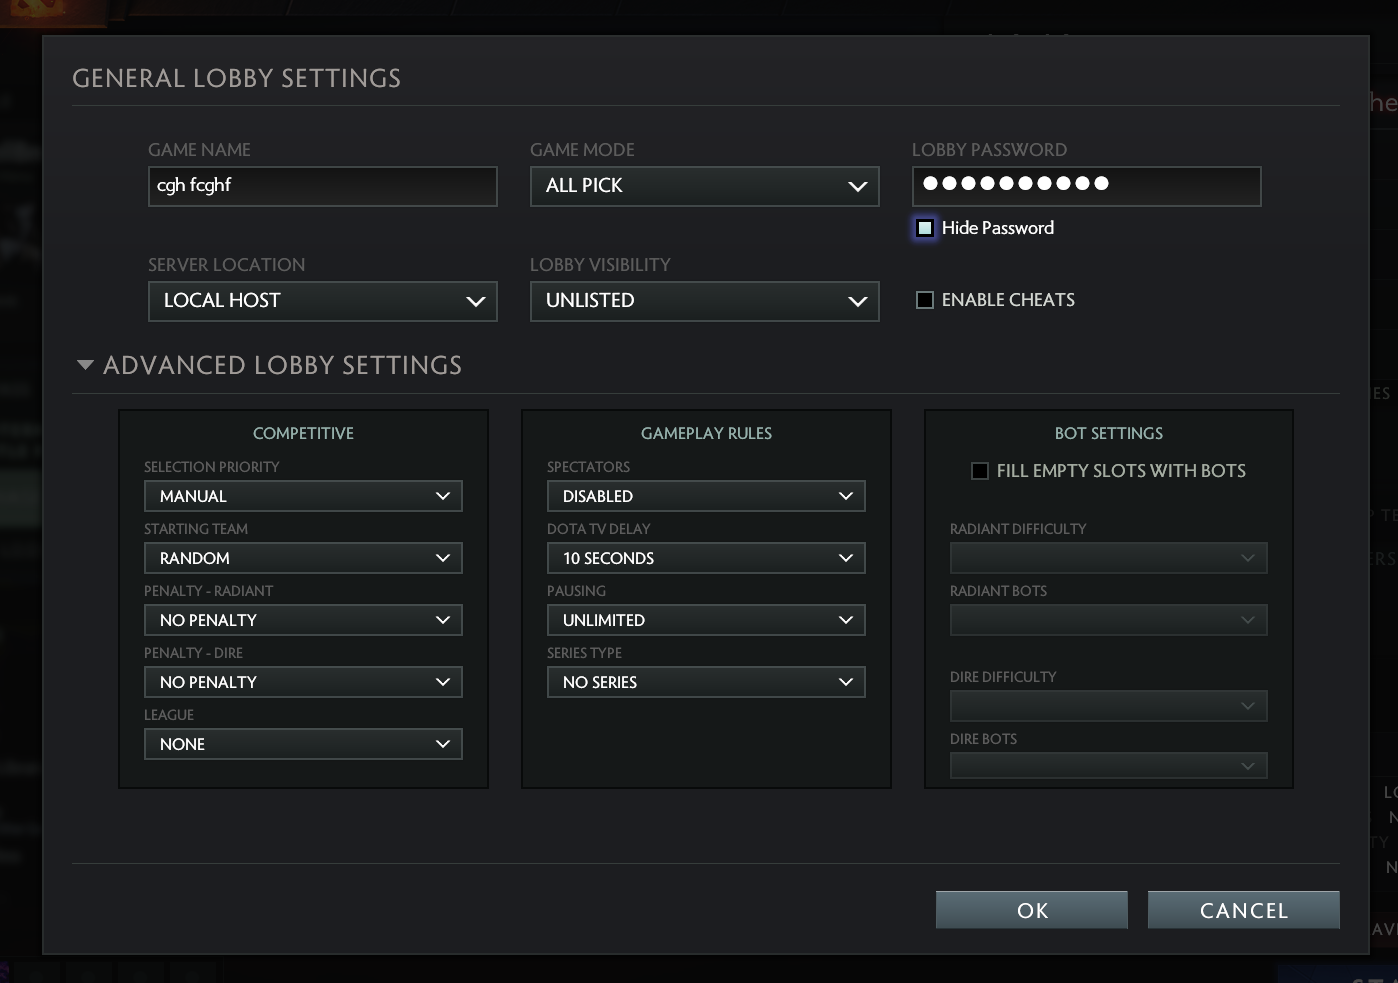 GENERAL LOBBY SETTINGS
GAME NAME
GAME MODE
LOBBY PASSWORD
cgh fcghf
ALL PICK
Hide Password
SERVER LOCATION
LOBBY VISIBILITY
LOCAL HOST
UNLISTED
ENABLE CHEATS
ADVANCED LOBBY SETTINGS
COMPETITIVE
SELECTION PRIORITY
MANUAL
STARTING TEAM
RANDOM
PENALTY - RADIANT
NO PENALTY
PENALTY - DIRE
NO PENALTY
LEAGUE
NONE
GAMEPLAY RULES
SPECTATORS
DISABLED
DOTA TV DELAY
10 SECONDS
PAUSING
UNLIMITED
SERIES TYPE
NO SERIES
BOT SETTINGS
FILL EMPTY SLOTS WITH BOTS
RADIANT DIFFICULTY
RADIANT BOTS
DIRE DIFFICULTY
DIRE BOTS
OK
CANCEL